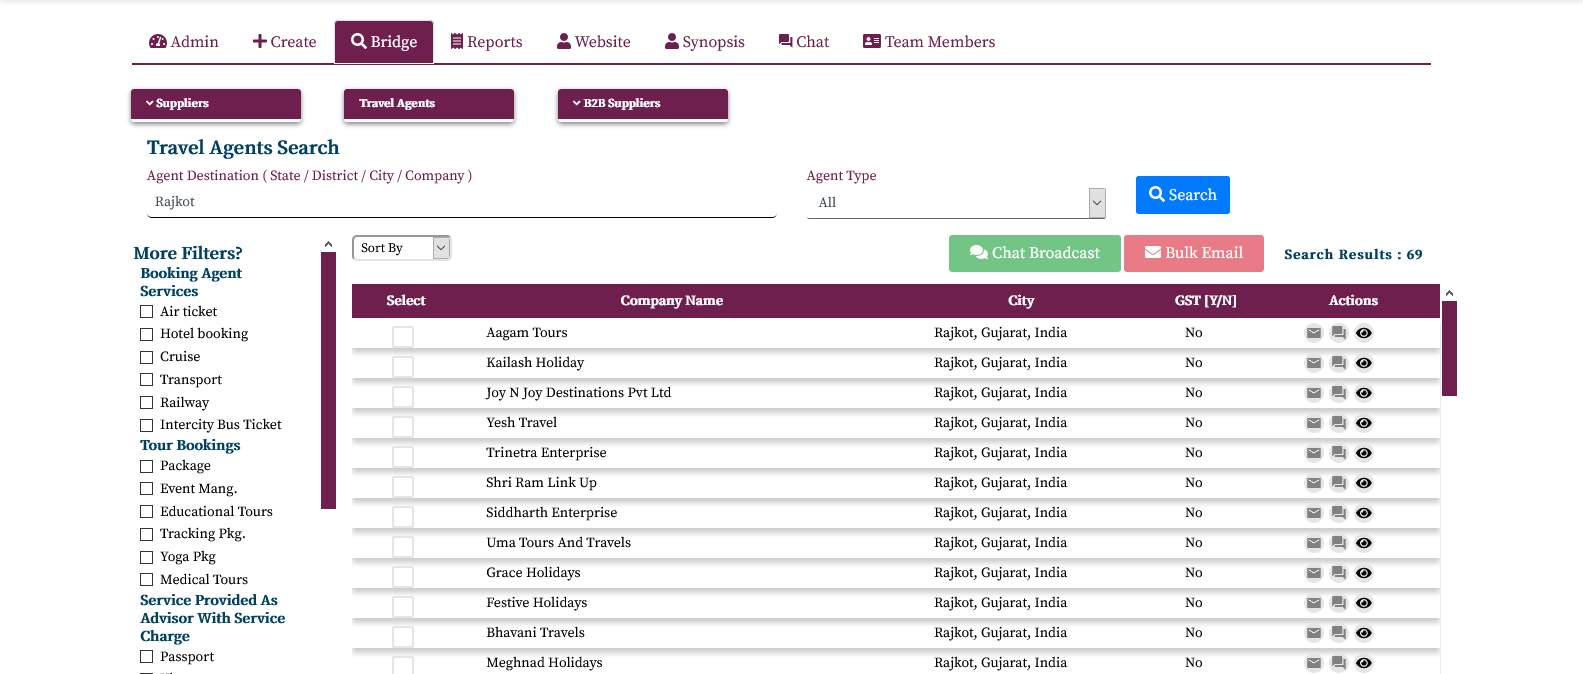 Admin Create Bridge Reports Website Synopsis Chat Team Members
Suppliers Travel Agents B2B Suppliers
Travel Agents Search
Agent Destination ( State / District / City / Company ) Agent Type
Rajkot All Search
More Filters?
Booking Agent
Services
Air ticket
Hotel booking
Cruise
Transport
Railway
Intercity Bus Ticket
Tour Bookings
Package
Event Mang.
Educational Tours
Tracking Pkg.
Yoga Pkg
Medical Tours
Service Provided As
Advisor With Service
Charge
Passport
Sort By Chat Broadcast Bulk Email Search Results : 69
Select Company Name City GST [Y/N] Actions
Aagam Tours Rajkot, Gujarat, India No
Kailash Holiday Rajkot, Gujarat, India No
Joy N Joy Destinations Pvt Ltd Rajkot, Gujarat, India No
Yesh Travel Rajkot, Gujarat, India No
Trinetra Enterprise Rajkot, Gujarat, India No
Shri Ram Link Up Rajkot, Gujarat, India No
Siddharth Enterprise Rajkot, Gujarat, India No
Uma Tours And Travels Rajkot, Gujarat, India No
Grace Holidays Rajkot, Gujarat, India No
Festive Holidays Rajkot, Gujarat, India No
Bhavani Travels Rajkot, Gujarat, India No
Meghnad Holidays Rajkot, Gujarat, India No